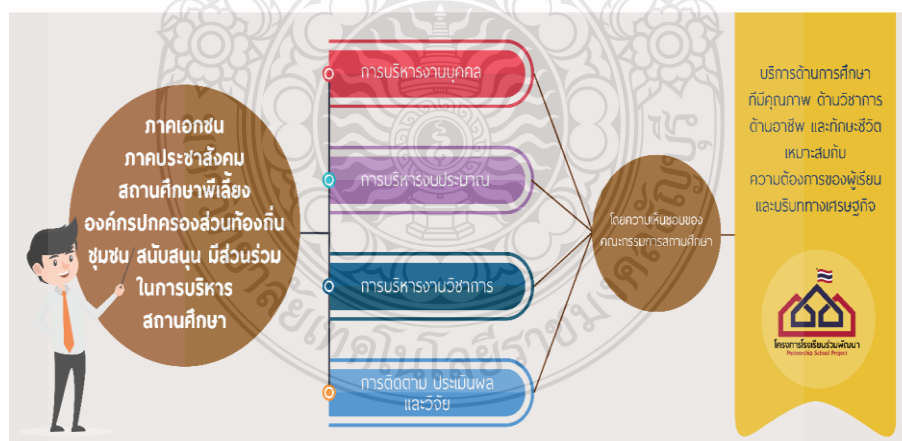 ภาคเอกชน
ภาคประชาสังคม
สถานศึกษาพี่เลี้ยง
องค์กรปกครองส่วนท้องถิ่น
ชุมชน สนับสนุน มีส่วนร่วม
ในการบริหาร
สถานศึกษา
การบริหารงานบุคคล
การบริหารงบประมาณ
การบริหารงานวิชาการ
การติดตาม ประเมินผล
และวิจัย
โดยความเห็นชอบของ
คณะกรรมการสถานศึกษา
บริการด้านการศึกษา
ที่มีคุณภาพ ด้านวิชาการ
ด้านอาชีพ และทักษะชีวิต
เหมาะสมกับ
ความต้องการของผู้เรียน
และบริบททางเศรษฐกิจ
โครงการโรงเรียนร่วมพัฒนา
Partnership School Project